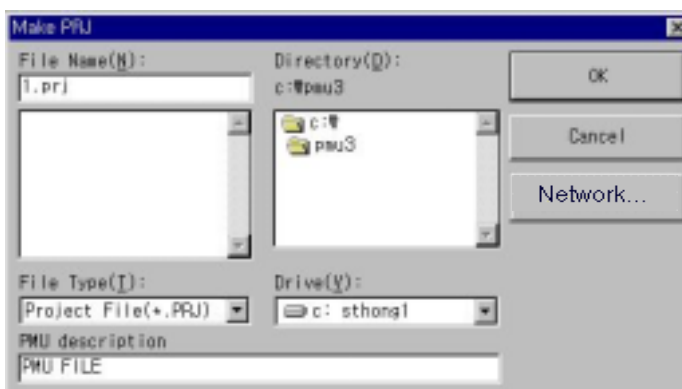 Make PRJ
File Name(N):
1.prj
Directory(D):
c:₩pmu3
c:₩
pmu3
OK
Cancel
Network...
File Type(T):
Project File(*.PRJ)
Drive(V):
c: sthong1
PMU description
PMU FILE